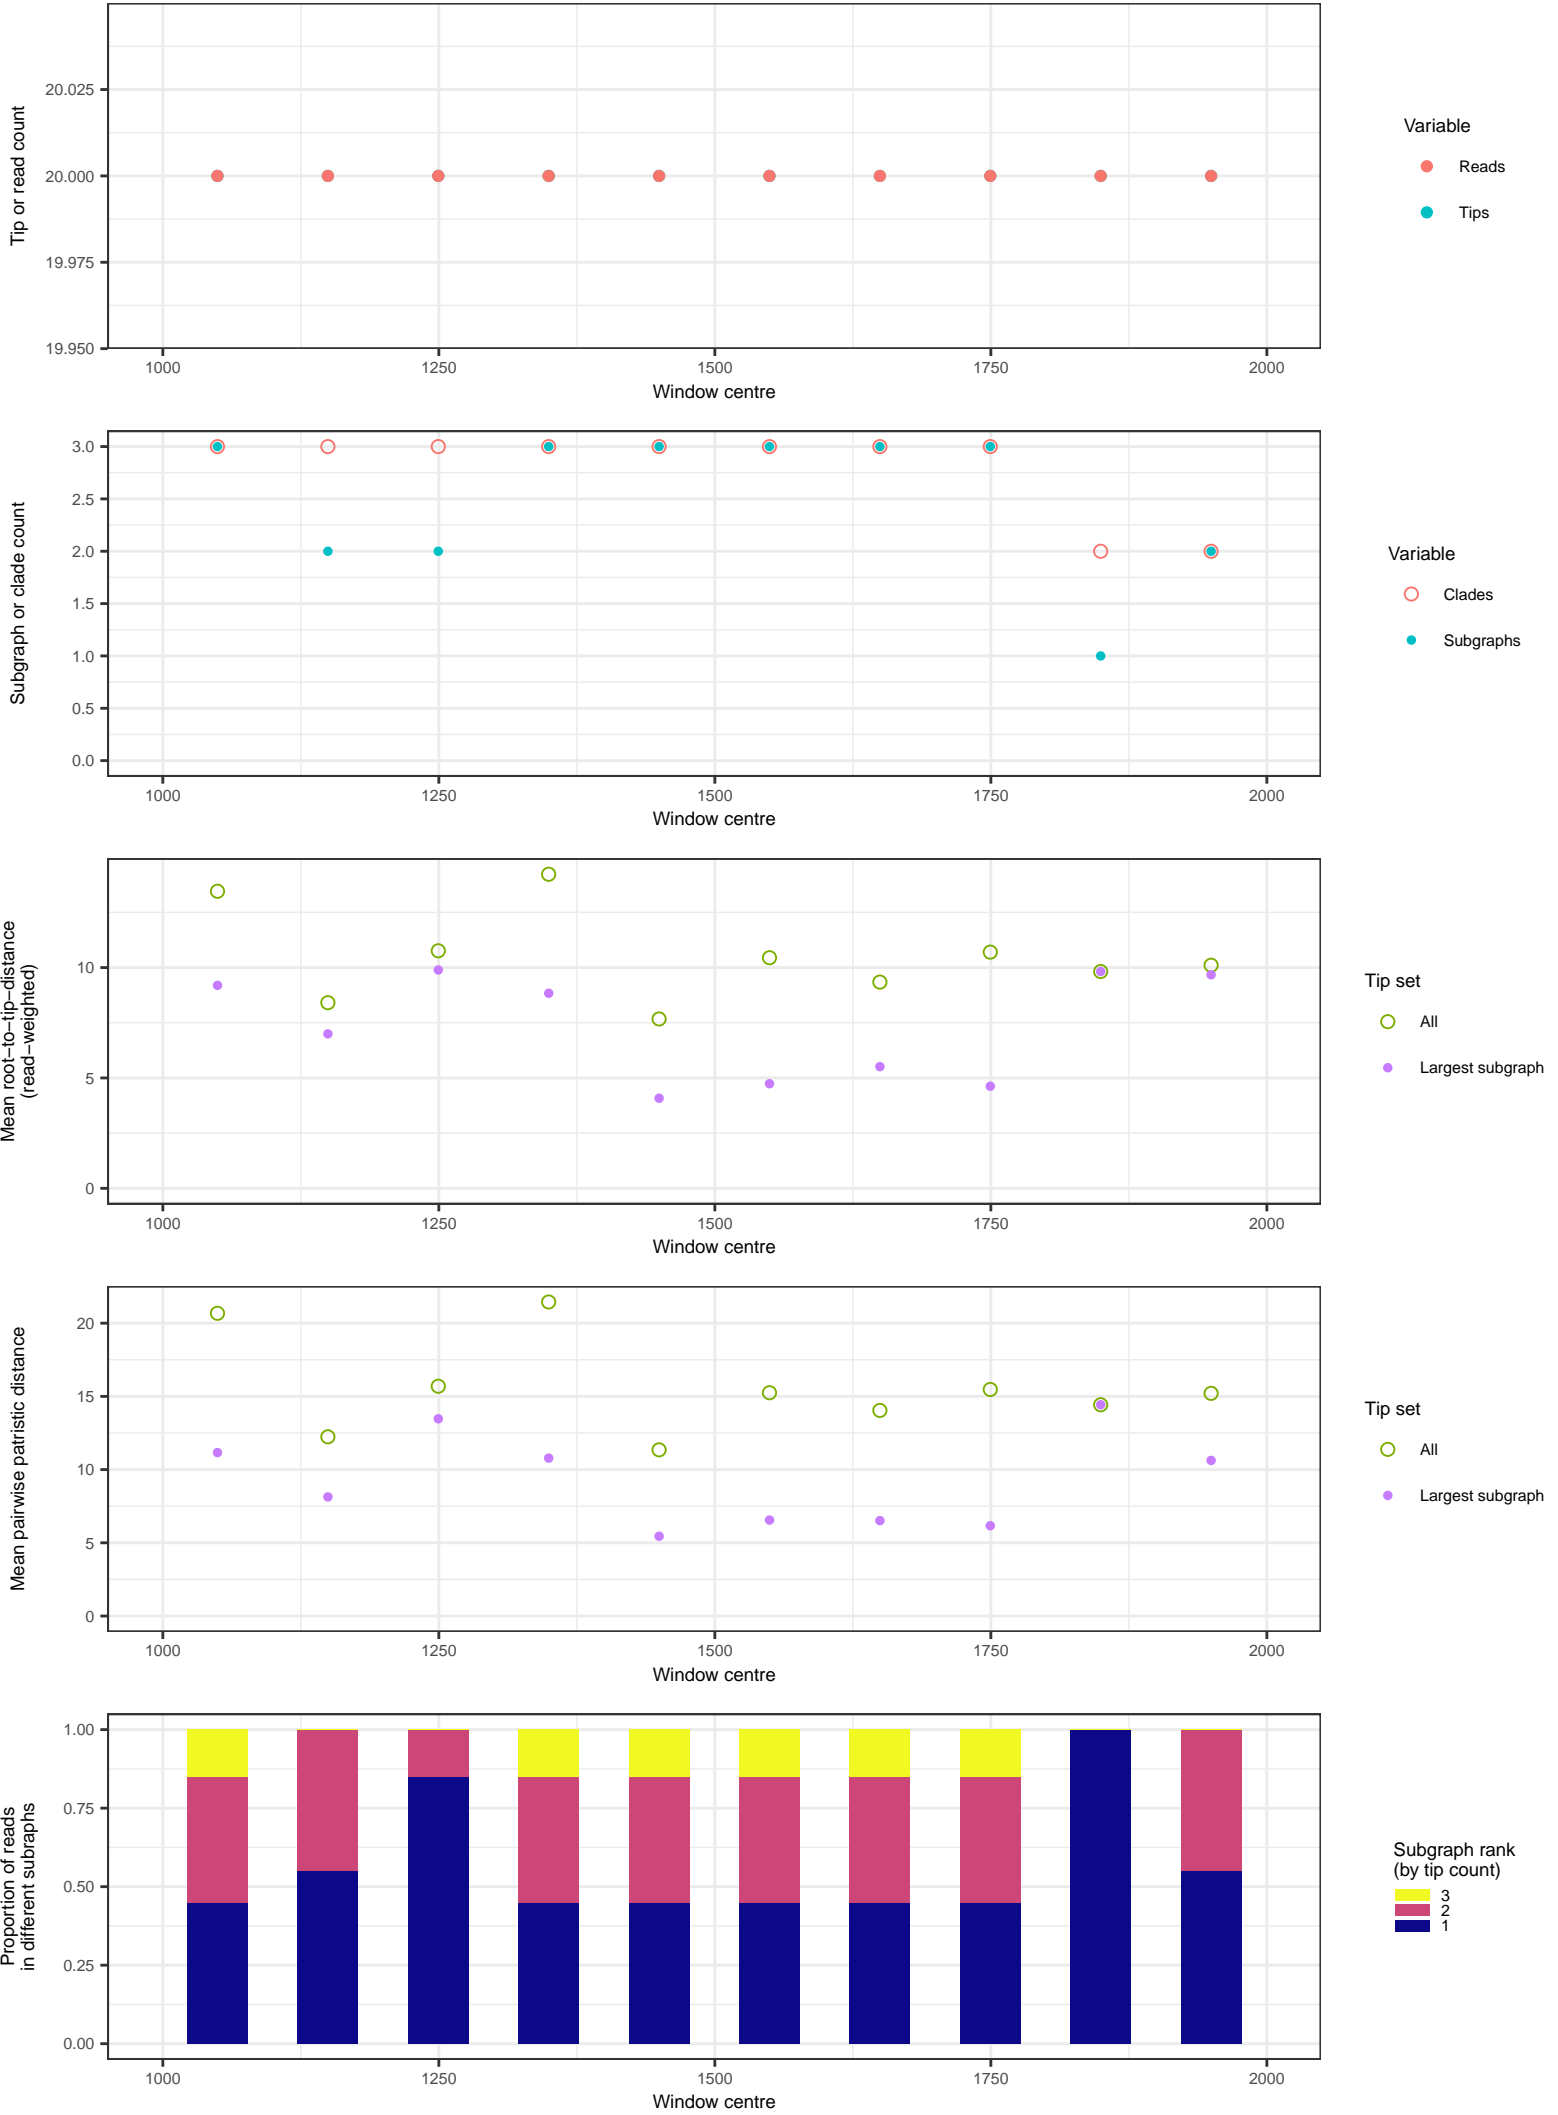 Tip or read count
20.025
20.000
19.975
19.950
1000 1250 1500 1750 2000
Window centre
Variable
Reads
Tips
Subgraph or clade count
3.0
2.5
2.0
1.5
1.0
0.5
0.0
1000 1250 1500 1750 2000
Window centre
Variable
Clades
Subgraphs
Mean root−to−tip−distance
(read−weighted)
10
5
0
1000 1250 1500 1750 2000
Window centre
Tip set
All
Largest subgraph
Mean pairwise patristic distance
20
15
10
5
0
1000 1250 1500 1750 2000
Window centre
Tip set
All
Largest subgraph
Proportion of reads
in different subraphs
1.00
0.75
0.50
0.25
0.00
1000 1250 1500 1750 2000
Window centre
Subgraph rank
(by tip count)
3
2
1